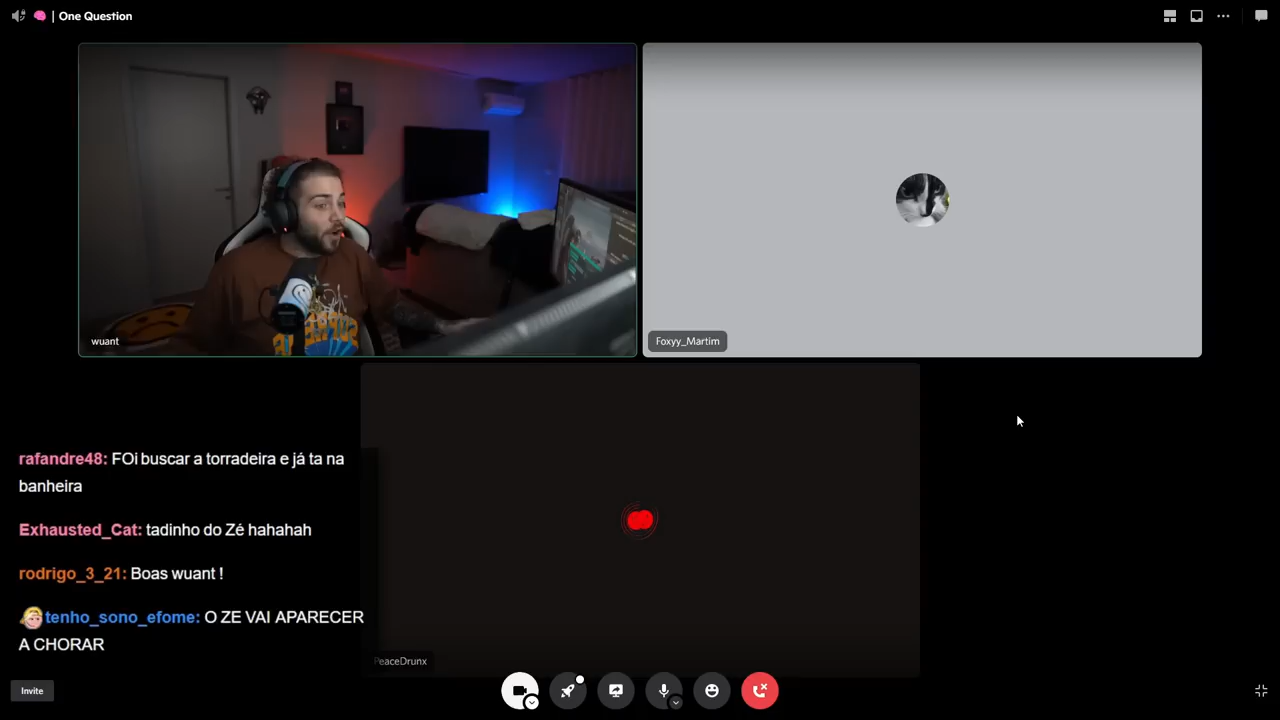 | One Question
wuant
Foxyy_Martim
rafandre48: FOi buscar a torradeira e já ta na
banheira
Exhausted_Cat: tadinho do Zé hahahah
rodrigo_3_21: Boas wuant !
tenho_sono_efome: O ZE VAI APARECER
A CHORAR
PeaceDrunx
Invite